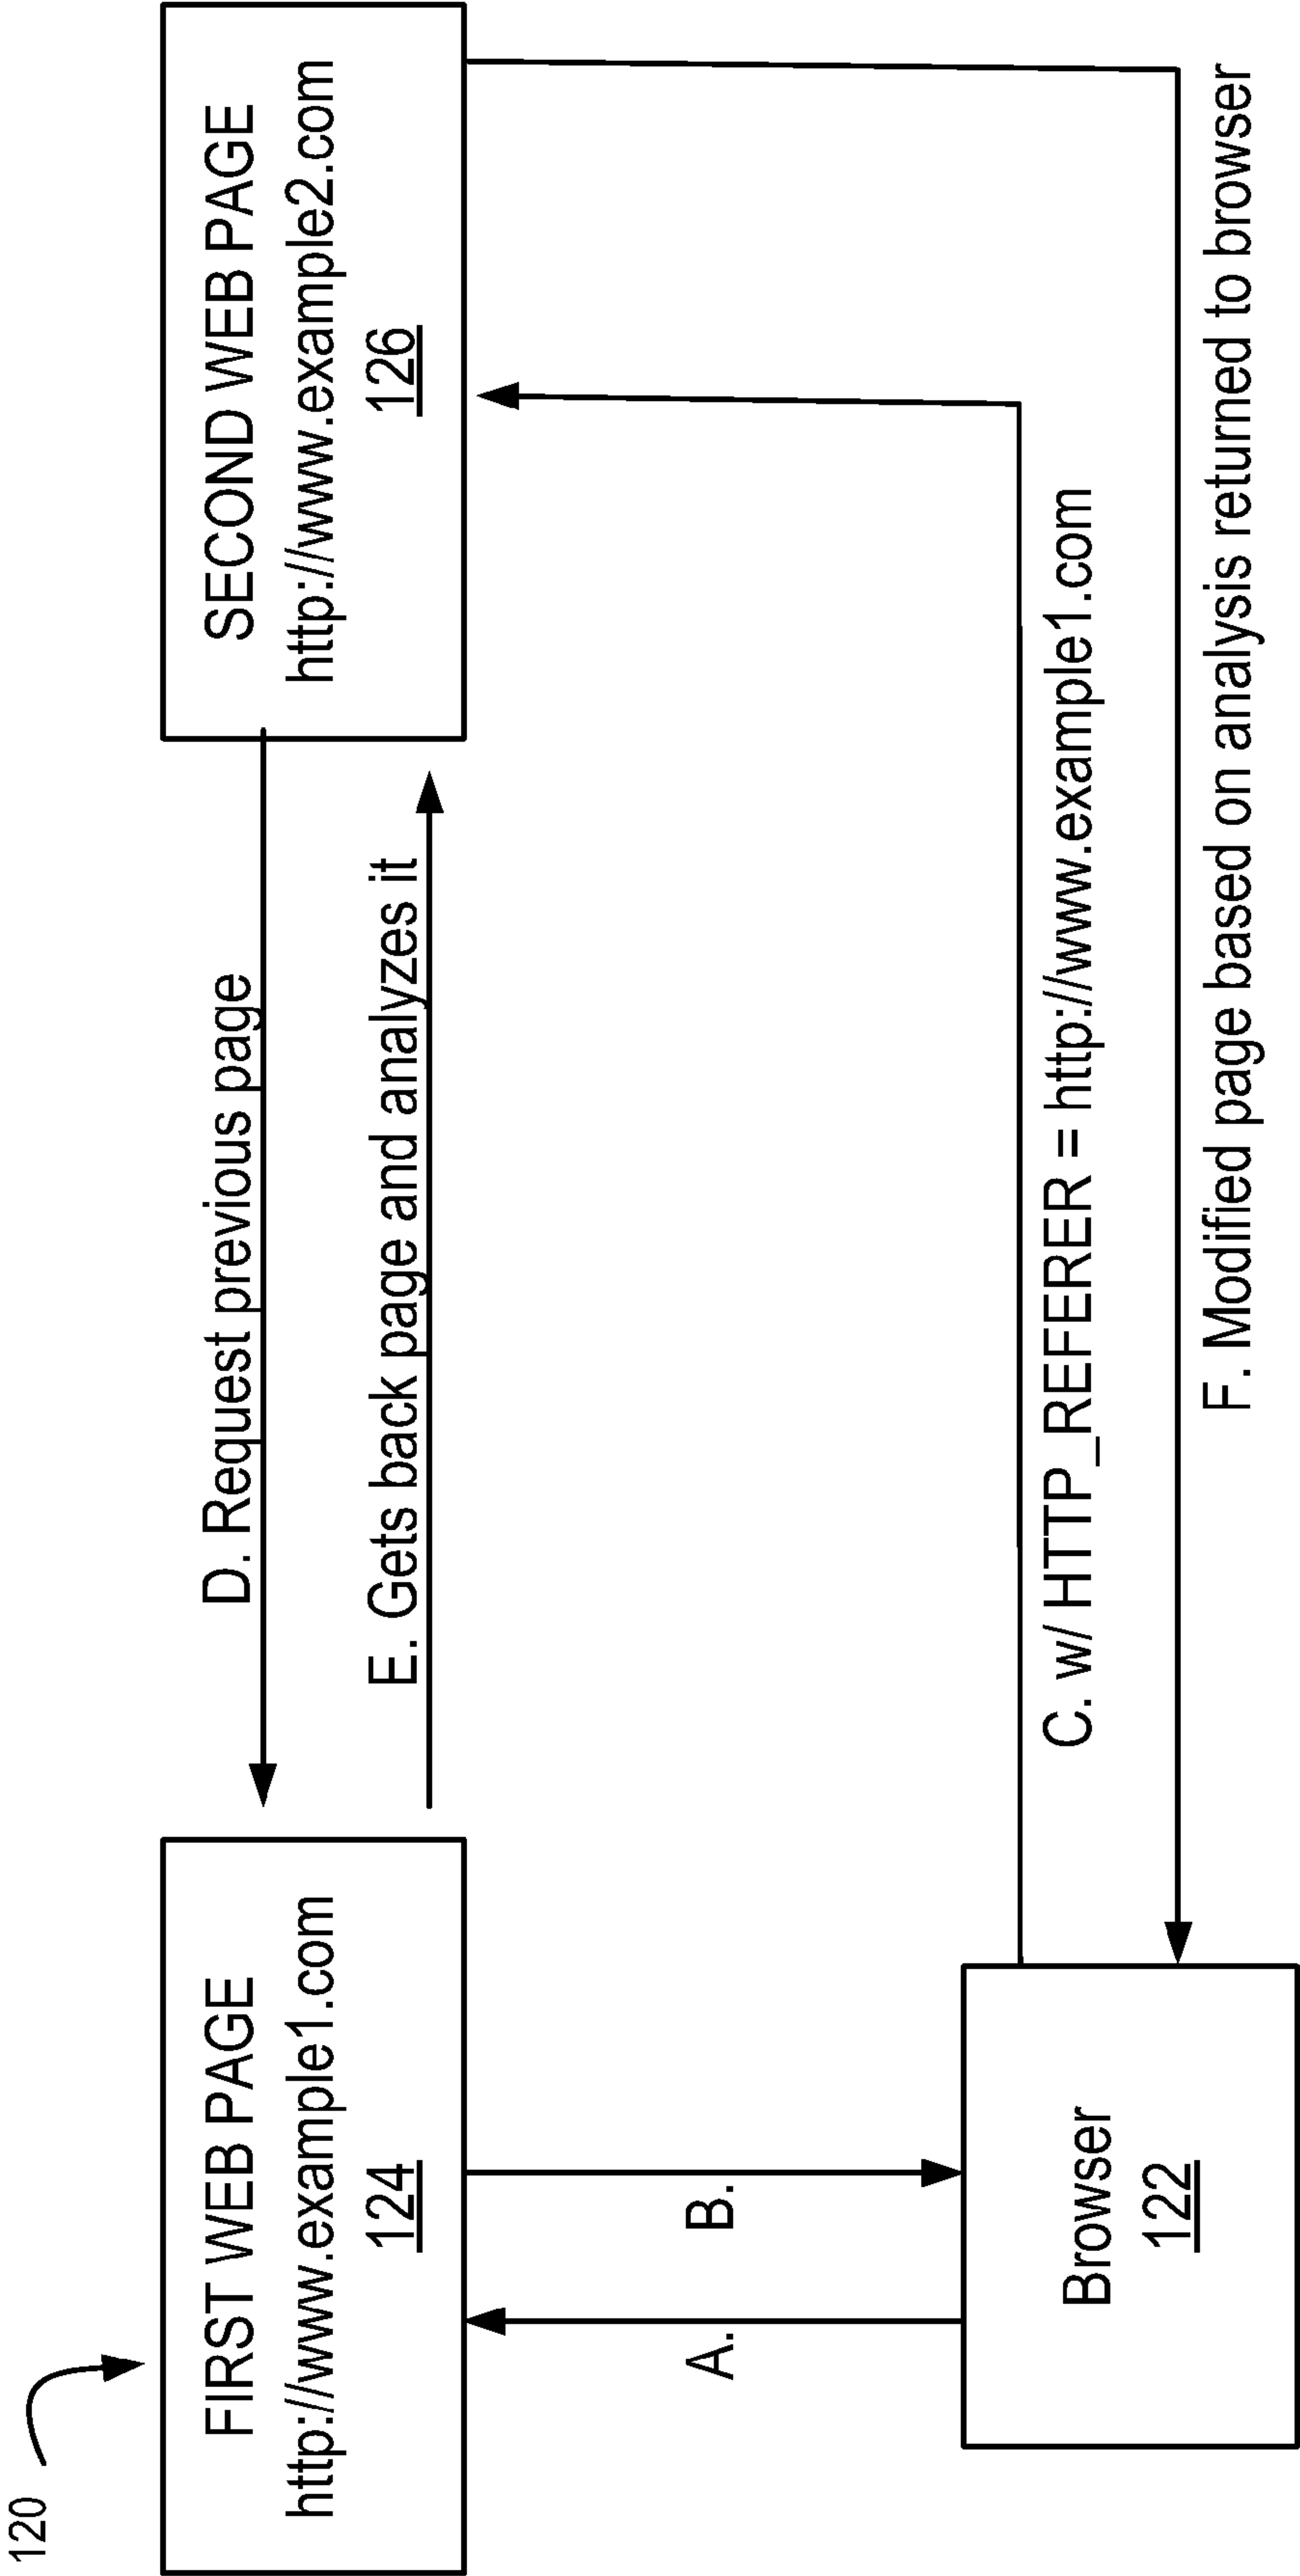 120
FIRST WEB PAGE
http://www.example1.com
124
D. Request previous page
E. Gets back page and analyzes it
SECOND WEB PAGE
http://www.example2.com
126
A.
B.
Browser
122
C. w/ HTTP_REFERER = http://www.example1.com
F. Modified page based on analysis returned to browser